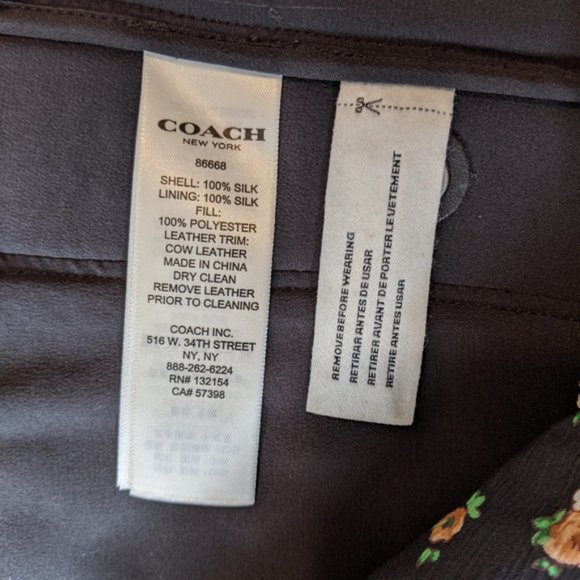 COACH
NEW YORK
86668
SHELL: 100% SILK
LINING: 100% SILK
FILL:
100% POLYESTER
LEATHER TRIM:
COW LEATHER
MADE IN CHINA
DRY CLEAN
REMOVE LEATHER
PRIOR TO CLEANING
COACH INC.
516 W. 34TH STREET
NY, NY
888-262-6224
RN# 132154
CA# 57398
REMOVE BEFORE WEARING
RETIRAR ANTES DE USAR
RETIRER AVANT DE PORTER LE VETEMENT
RETIRE ANTES USAR